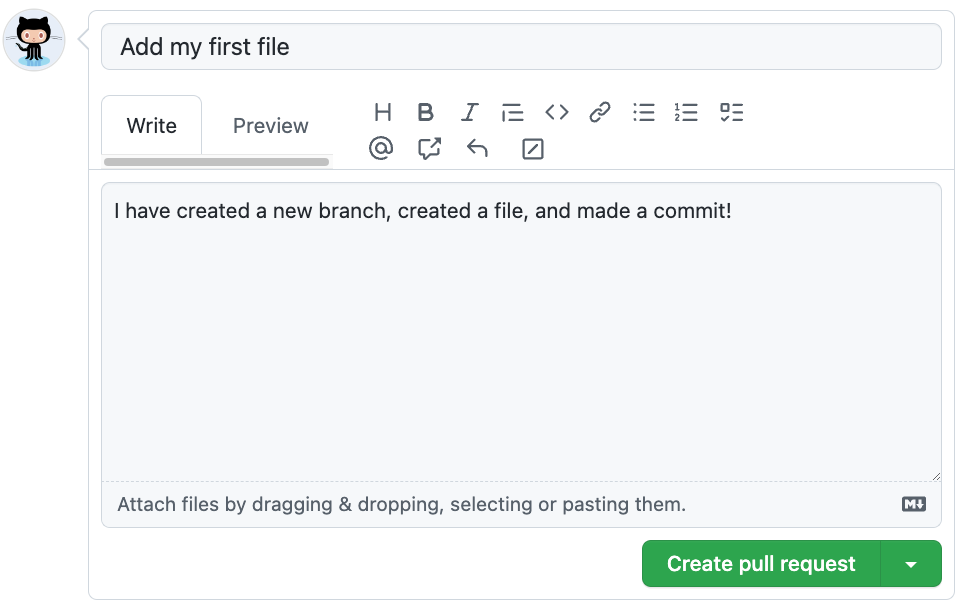 Add my first file
Write Preview
I have created a new branch, created a file, and made a commit!
Attach files by dragging & dropping, selecting or pasting them.
Create pull request